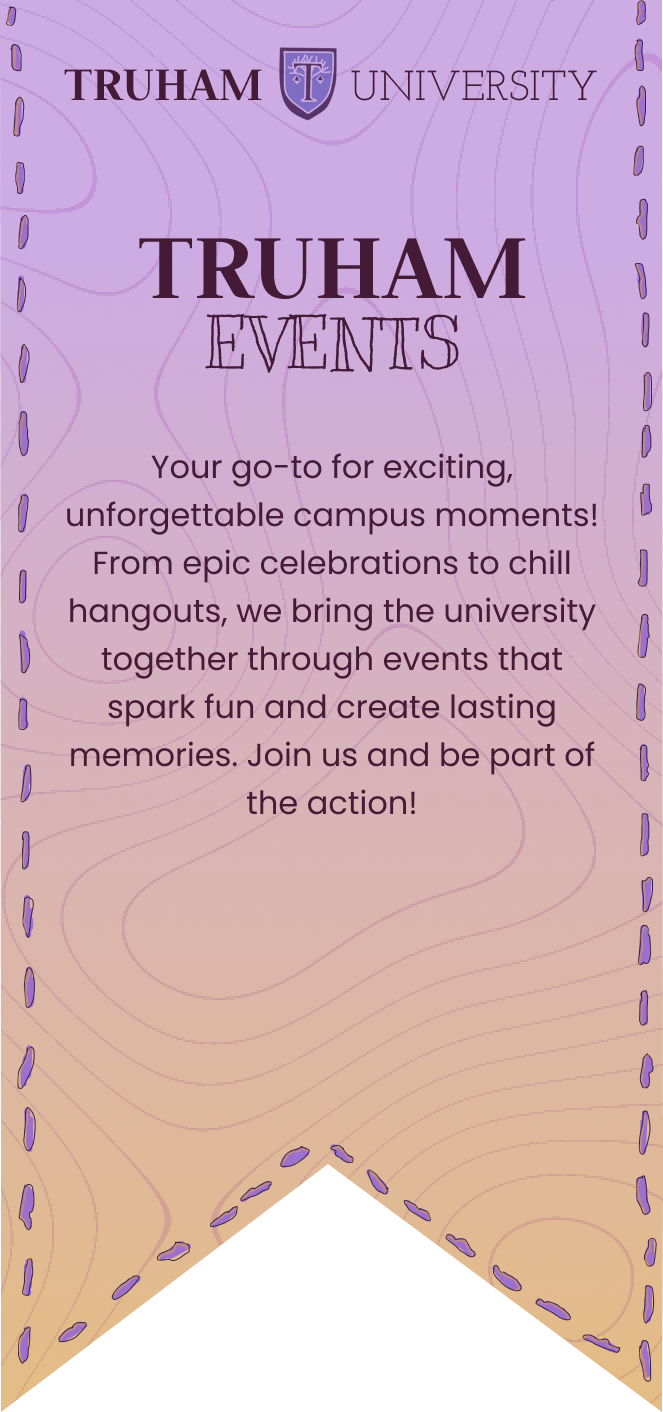 TRUHAM T UNIVERSITY
TRUHAM
EVENTS
Your go-to for exciting,
unforgettable campus moments!
From epic celebrations to chill
hangouts, we bring the university
together through events that
spark fun and create lasting
memories. Join us and be part of
the action!